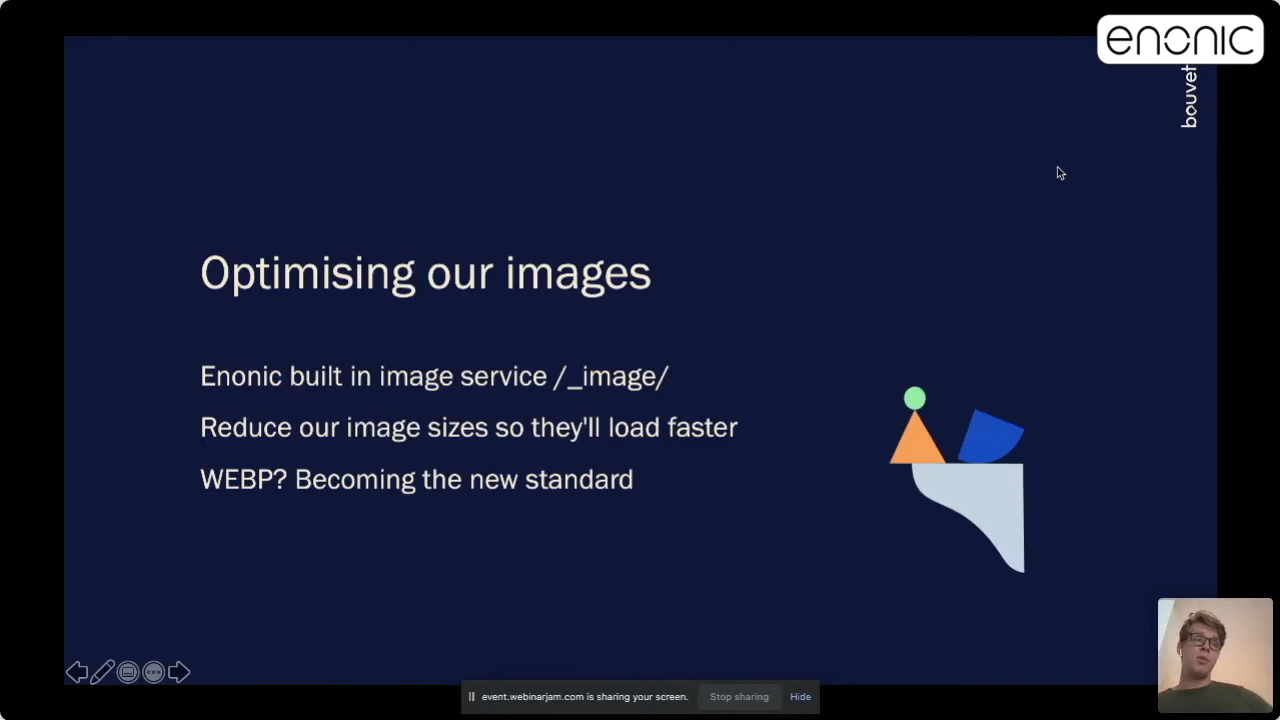 enonic
bouvet
Optimising our images
Enonic built in image service /_image/
Reduce our image sizes so they'll load faster
WEBP? Becoming the new standard
event.webinarjam.com is sharing your screen. Stop sharing Hide